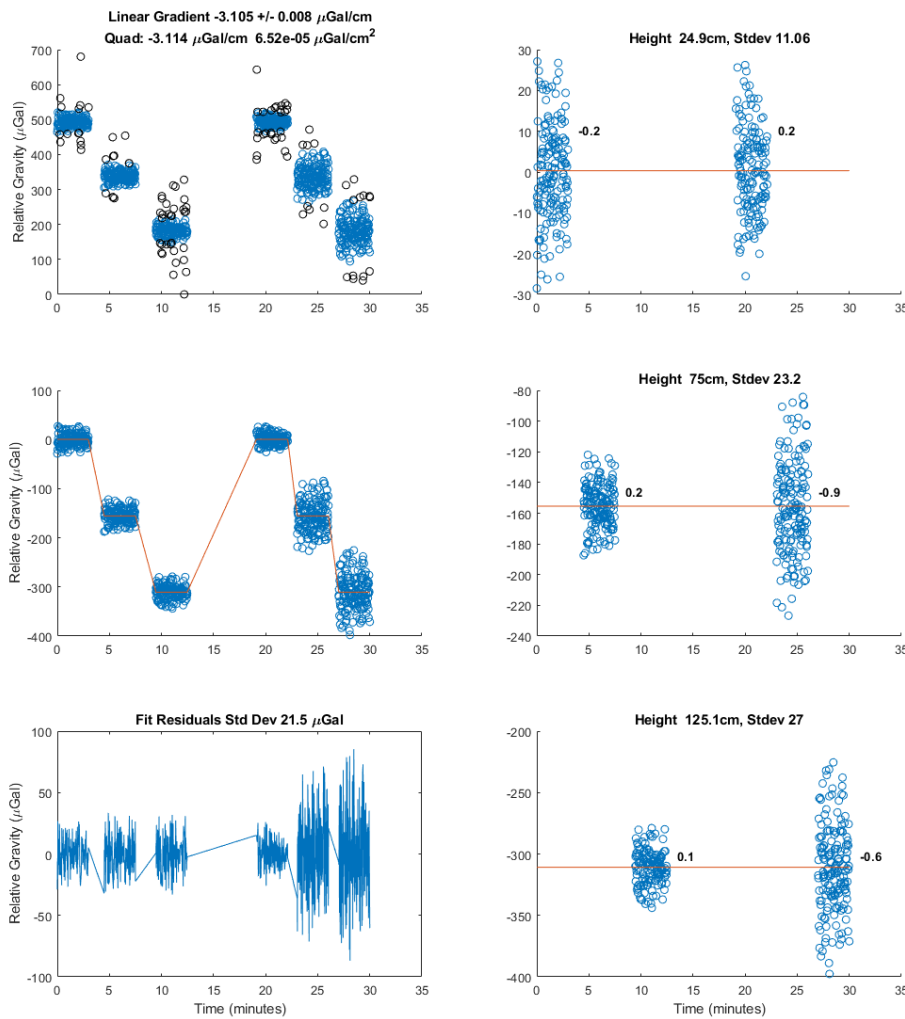 Linear Gradient -3.105 +/- 0.008 μGal/cm
Quad: -3.114 μGal/cm 6.52e-05 μGal/cm²
700
600
500
400
300
200
100
0
Relative Gravity (μGal)
0 5 10 15 20 25 30 35
Height 24.9cm, Stdev 11.06
30
20
10
0
-10
-20
-30
-0.2
0.2
0 5 10 15 20 25 30 35
100
0
-100
-200
-300
-400
Relative Gravity (μGal)
0 5 10 15 20 25 30 35
Height 75cm, Stdev 23.2
-80
-100
-120
-140
-160
-180
-200
-220
-240
0.2
-0.9
0 5 10 15 20 25 30 35
Fit Residuals Std Dev 21.5 μGal
100
50
0
-50
-100
Relative Gravity (μGal)
0 5 10 15 20 25 30 35
Time (minutes)
Height 125.1cm, Stdev 27
-200
-250
-300
-350
-400
0.1
-0.6
0 5 10 15 20 25 30 35
Time (minutes)